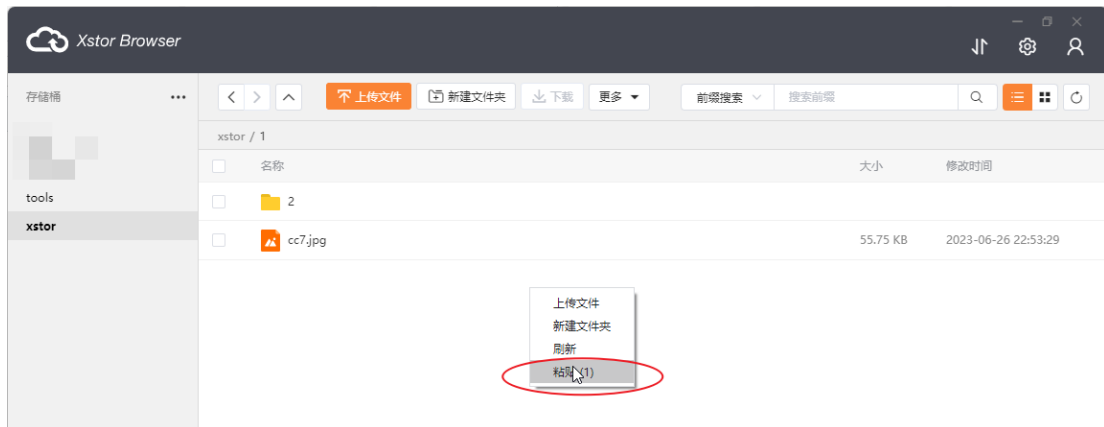 Xstor Browser
存储桶 •••
上传文件 新建文件夹 下载 更多 前缀搜索 搜索前缀
xstor / 1
名称 大小 修改时间
2
tools
xstor
cc7.jpg 55.75 KB 2023-06-26 22:53:29
上传文件
新建文件夹
刷新
粘贴(1)